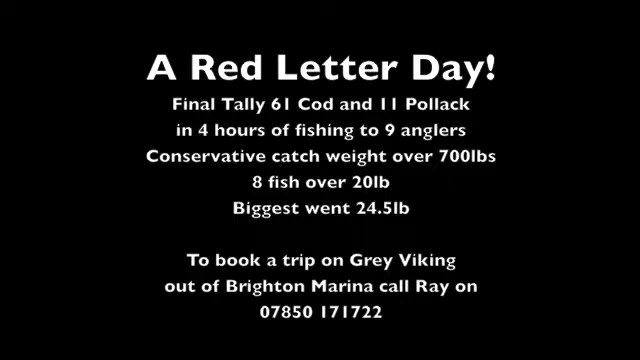 A Red Letter Day!
Final Tally 61 Cod and 11 Pollack
in 4 hours of fishing to 9 anglers
Conservative catch weight over 700lbs
8 fish over 20lb
Biggest went 24.5lb
To book a trip on Grey Viking
out of Brighton Marina call Ray on
07850 171722